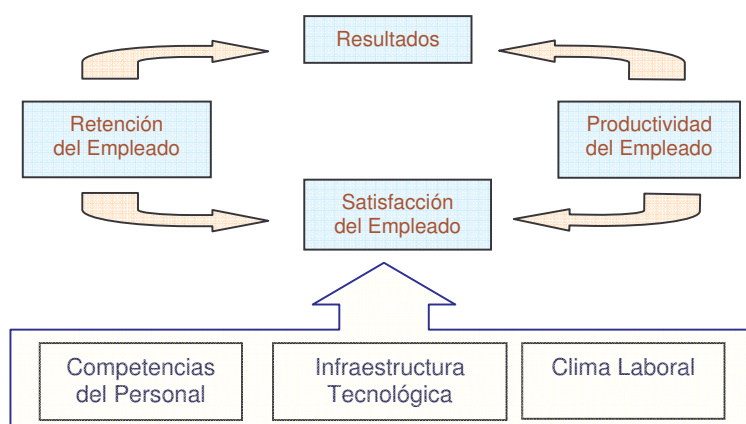 Resultados
Retención
del Empleado
Productividad
del Empleado
Satisfacción
del Empleado
Competencias
del Personal
Infraestructura
Tecnológica
Clima Laboral